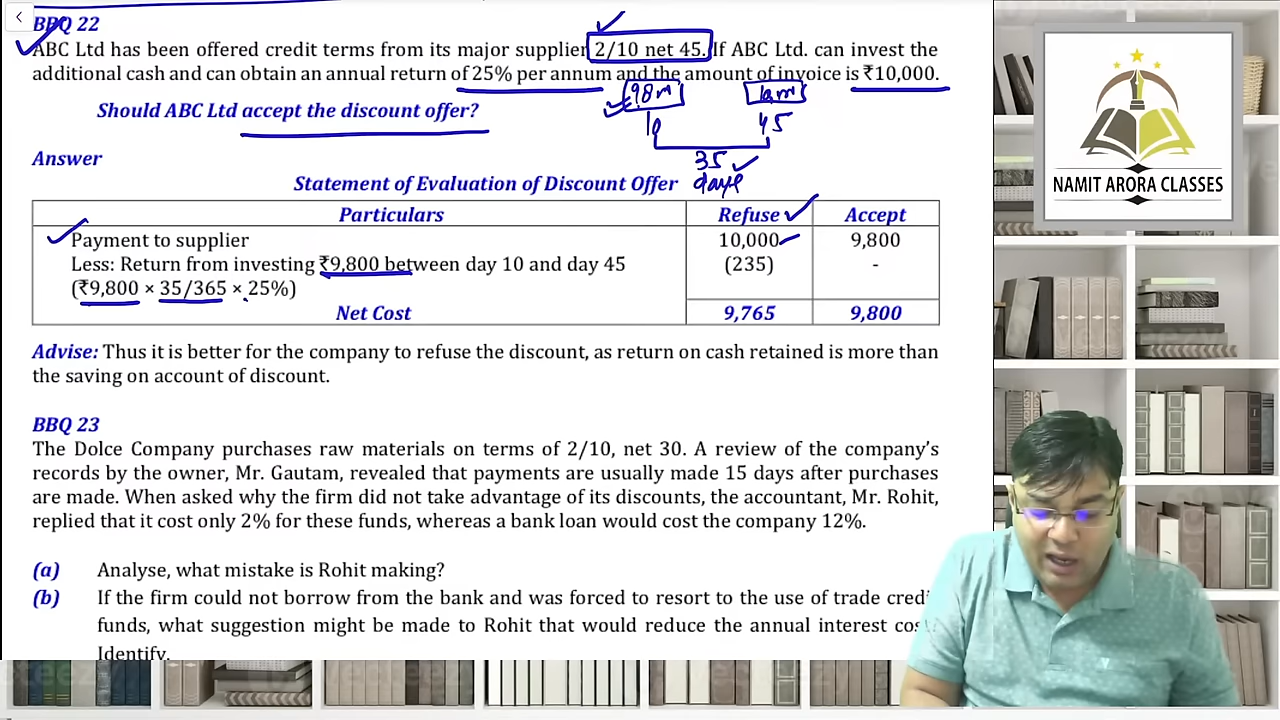 BBQ 22
ABC Ltd has been offered credit terms from its major supplier 2/10 net 45. If ABC Ltd. can invest the
additional cash and can obtain an annual return of 25% per annum and the amount of invoice is ₹10,000.
98m
10
45
35
days
Should ABC Ltd accept the discount offer?
Answer
Statement of Evaluation of Discount Offer
Particulars Refuse Accept
Payment to supplier 10,000 9,800
Less: Return from investing ₹9,800 between day 10 and day 45 (235) -
(₹9,800 × 35/365 × 25%)
Net Cost 9,765 9,800
Advise: Thus it is better for the company to refuse the discount, as return on cash retained is more than
the saving on account of discount.
BBQ 23
The Dolce Company purchases raw materials on terms of 2/10, net 30. A review of the company's
records by the owner, Mr. Gautam, revealed that payments are usually made 15 days after purchases
are made. When asked why the firm did not take advantage of its discounts, the accountant, Mr. Rohit,
replied that it cost only 2% for these funds, whereas a bank loan would cost the company 12%.
(a) Analyse, what mistake is Rohit making?
(b) If the firm could not borrow from the bank and was forced to resort to the use of trade
funds, what suggestion might be made to Rohit that would reduce the annual interest
Identify.
NAMIT ARORA CLASSES